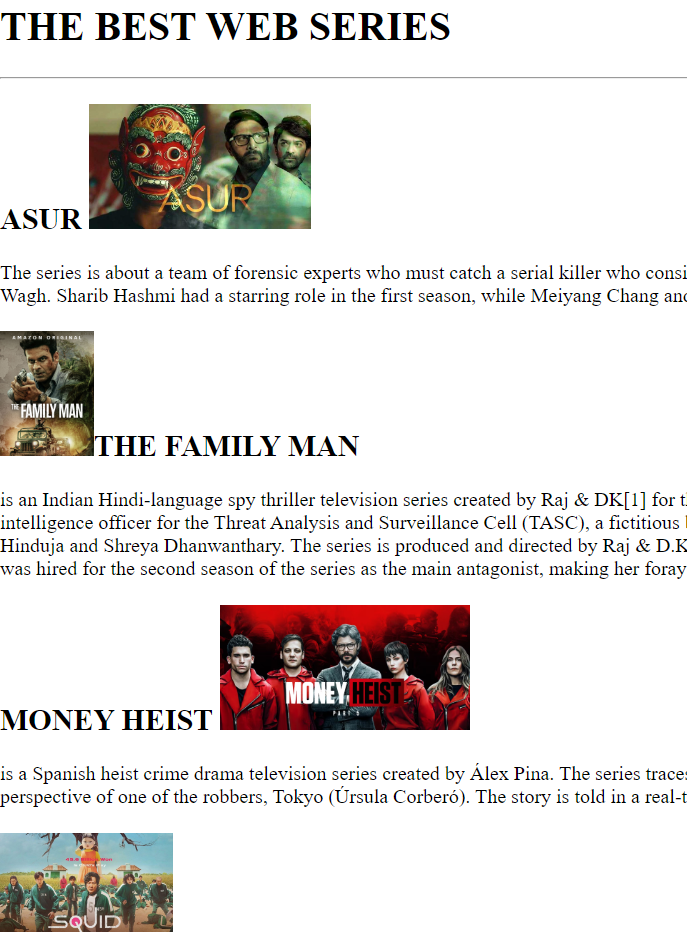 THE BEST WEB SERIES
ASUR
ASUR
The series is about a team of forensic experts who must catch a serial killer who consi
Wagh. Sharib Hashmi had a starring role in the first season, while Meiyang Chang and
AMAZON ORIGINAL
THE FAMILY MAN
THE FAMILY MAN
is an Indian Hindi-language spy thriller television series created by Raj & DK[1] for t
intelligence officer for the Threat Analysis and Surveillance Cell (TASC), a fictitious
Hinduja and Shreya Dhanwanthary. The series is produced and directed by Raj & D.K
was hired for the second season of the series as the main antagonist, making her foray
MONEY HEIST
PART 5
MONEY HEIST
is a Spanish heist crime drama television series created by Álex Pina. The series traces
perspective of one of the robbers, Tokyo (Úrsula Corberó). The story is told in a real-t
SQUID